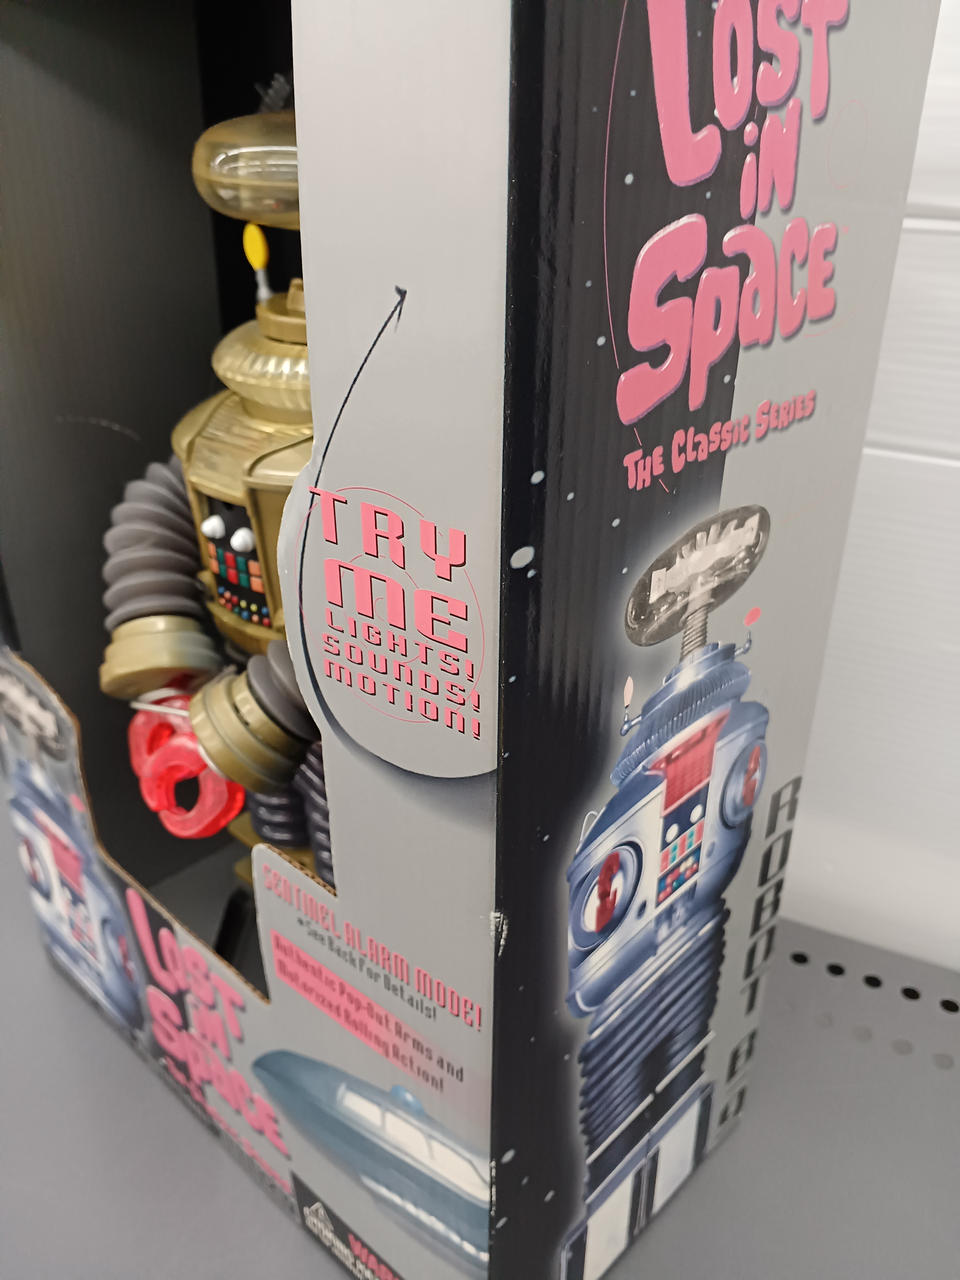 LOST
IN
SPACE
THE CLASSIC SERIES
TRY
ME
LIGHTS!
SOUNDS!
MOTION!
ROBOT B9
SENTINEL ALARM MODE!
See Back For Details!
Authentic Pop-Out Arms and
Motorized Rolling Action!
LOST
IN
SPACE